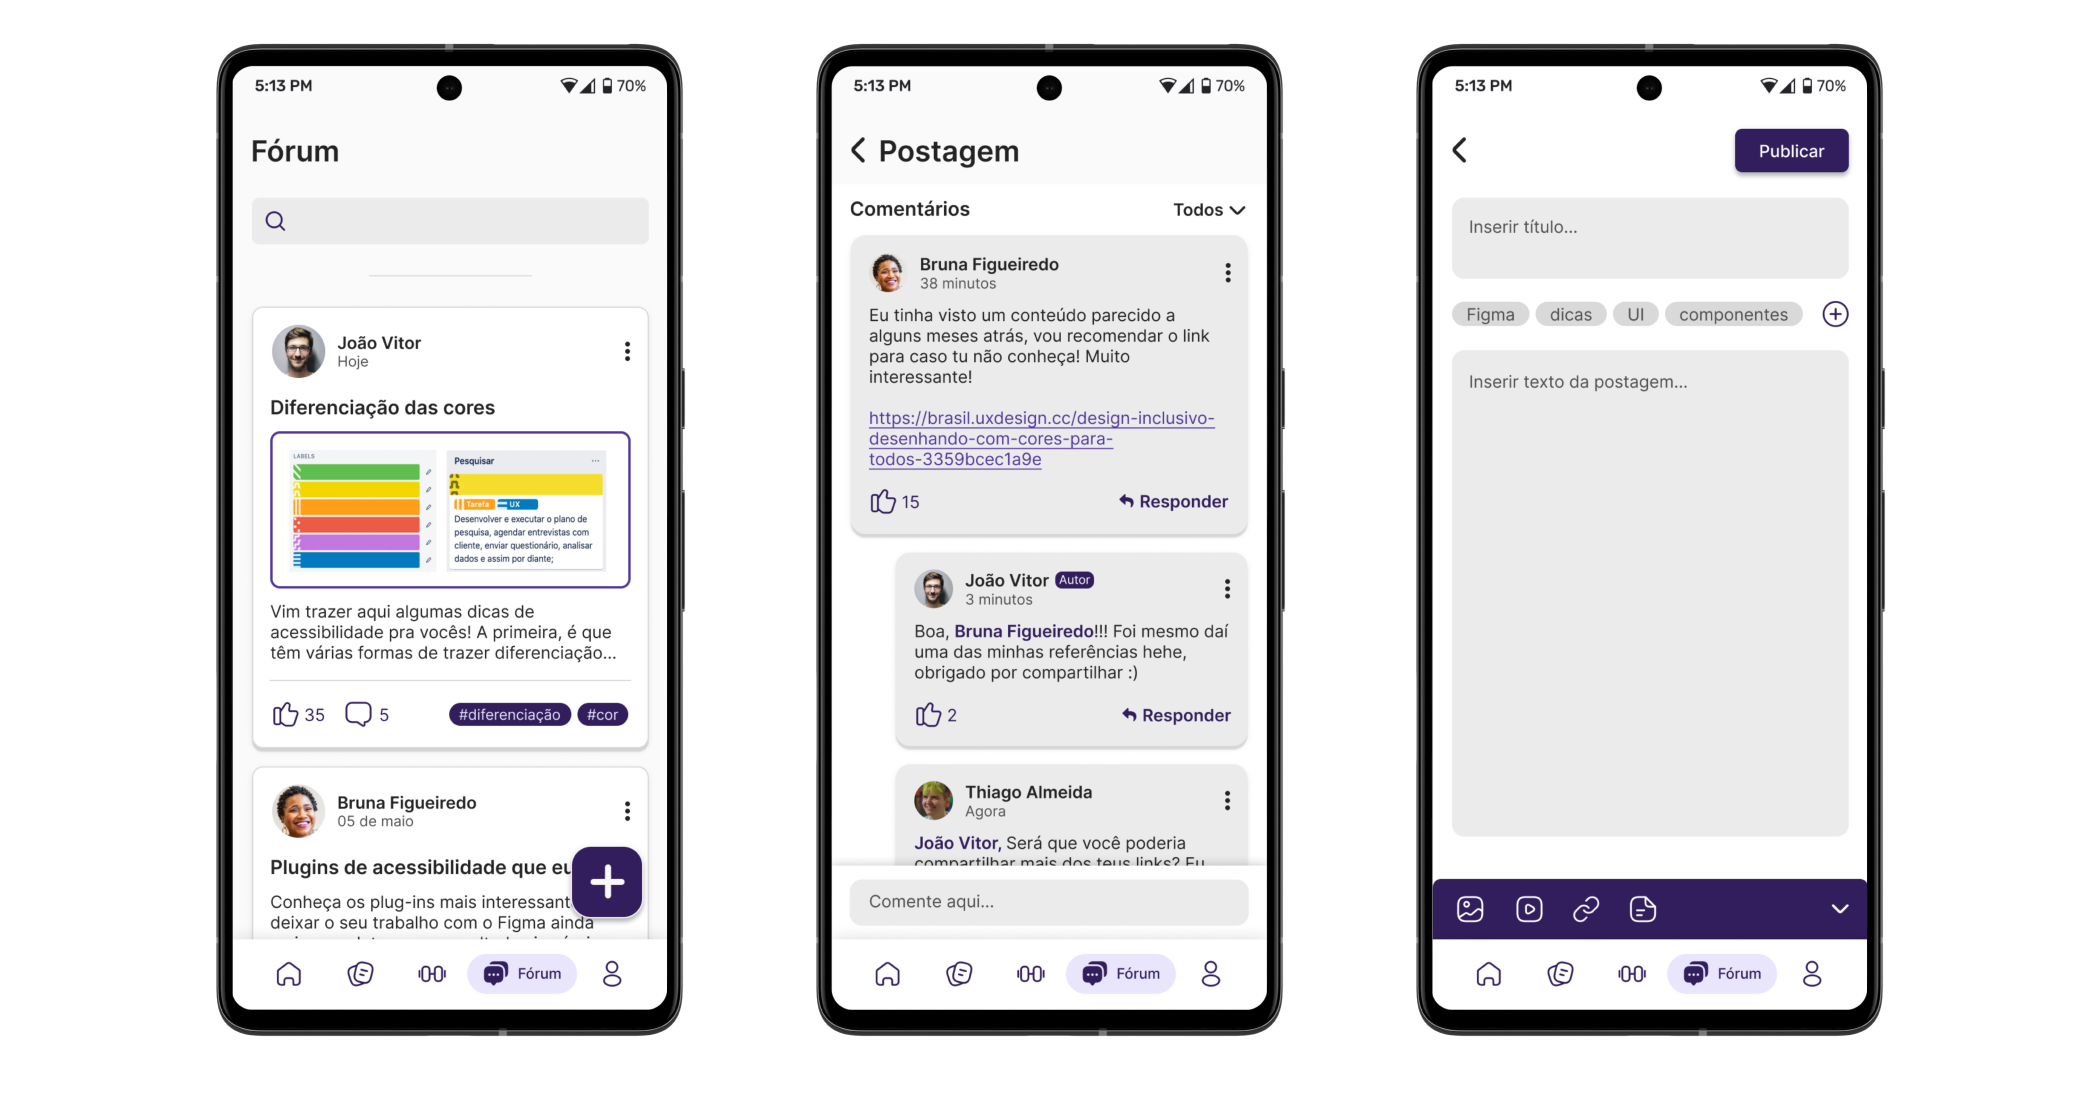 5:13 PM
70%
Fórum
João Vitor
Hoje
Diferenciação das cores
LABELS
Pesquisar
Tarefa
UX
Desenvolver e executar o plano de
pesquisa, agendar entrevistas com
cliente, enviar questionário, analisar
dados e assim por diante;
Vim trazer aqui algumas dicas de
acessibilidade pra vocês! A primeira, é que
têm várias formas de trazer diferenciação...
35
5
#diferenciação
#cor
Bruna Figueiredo
05 de maio
Plugins de acessibilidade que eu
Conheça os plug-ins mais
deixar o seu trabalho com o Figma ainda
Fórum
5:13 PM
70%
Postagem
Comentários
Todos
Bruna Figueiredo
38 minutos
Eu tinha visto um conteúdo parecido a
alguns meses atrás, vou recomendar o link
para caso tu não conheça! Muito
interessante!
https://brasil.uxdesign.cc/design-inclusivo-
desenhando-com-cores-para-
todos-3359bcec1a9e
15
Responder
João Vitor Autor
3 minutos
Boa, Bruna Figueiredo!!! Foi mesmo daí
uma das minhas referências hehe,
obrigado por compartilhar :)
2
Responder
Thiago Almeida
Agora
João Vitor, Será que você poderia
compartilhar mais dos teus links? Eu
Comente aqui...
Fórum
5:13 PM
70%
Publicar
Inserir título...
Figma
dicas
UI
componentes
Inserir texto da postagem...
Fórum